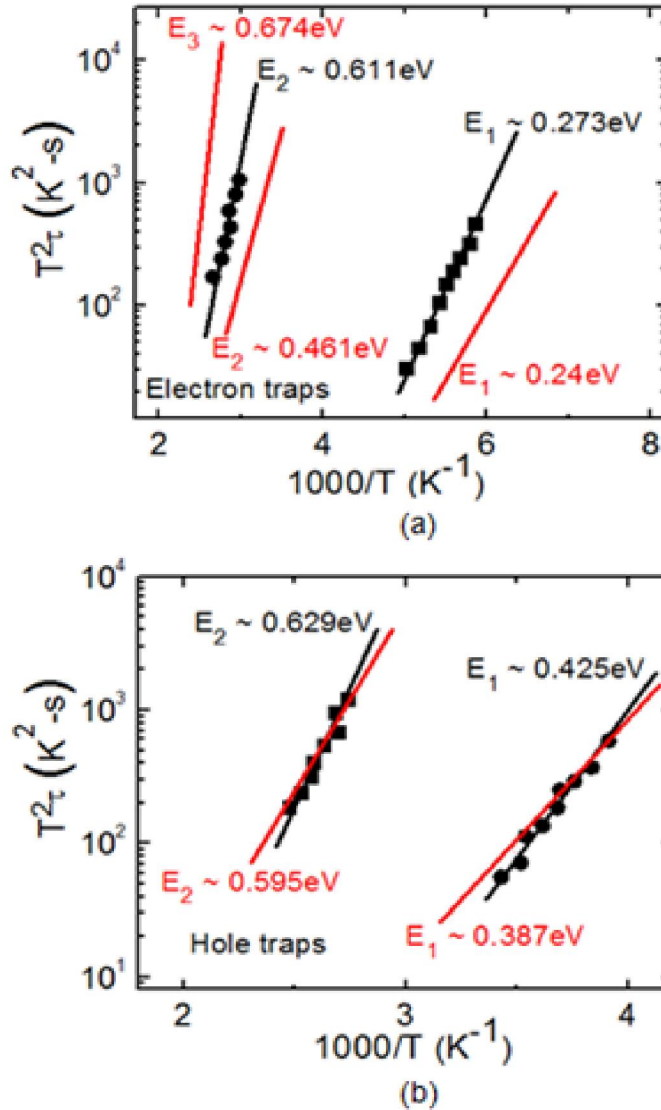 E₃ ~ 0.674eV
10⁴
E₂ ~ 0.611eV
E₁ ~ 0.273eV
10³
T²τ (K²-s)
10²
E₂ ~ 0.461eV
E₁ ~ 0.24eV
Electron traps
2 4 6 8
1000/T (K⁻¹)
(a)
10⁴
E₂ ~ 0.629eV
E₁ ~ 0.425eV
10³
T²τ (K²-s)
10²
E₂ ~ 0.595eV
E₁ ~ 0.387eV
Hole traps
10¹
2 3 4
1000/T (K⁻¹)
(b)